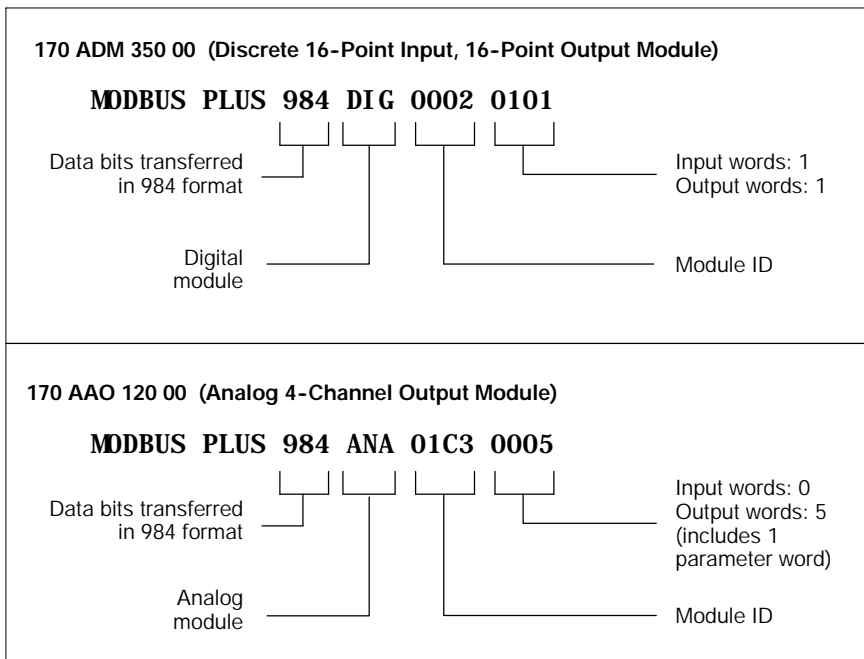 170 ADM 350 00 (Discrete 16-Point Input, 16-Point Output Module)
MODBUS PLUS 984 DIG 0002 0101
Data bits transferred
in 984 format
Input words: 1
Output words: 1
Digital
module
Module ID
170 AAO 120 00 (Analog 4-Channel Output Module)
MODBUS PLUS 984 ANA 01C3 0005
Data bits transferred
in 984 format
Input words: 0
Output words: 5
(includes 1
parameter word)
Analog
module
Module ID